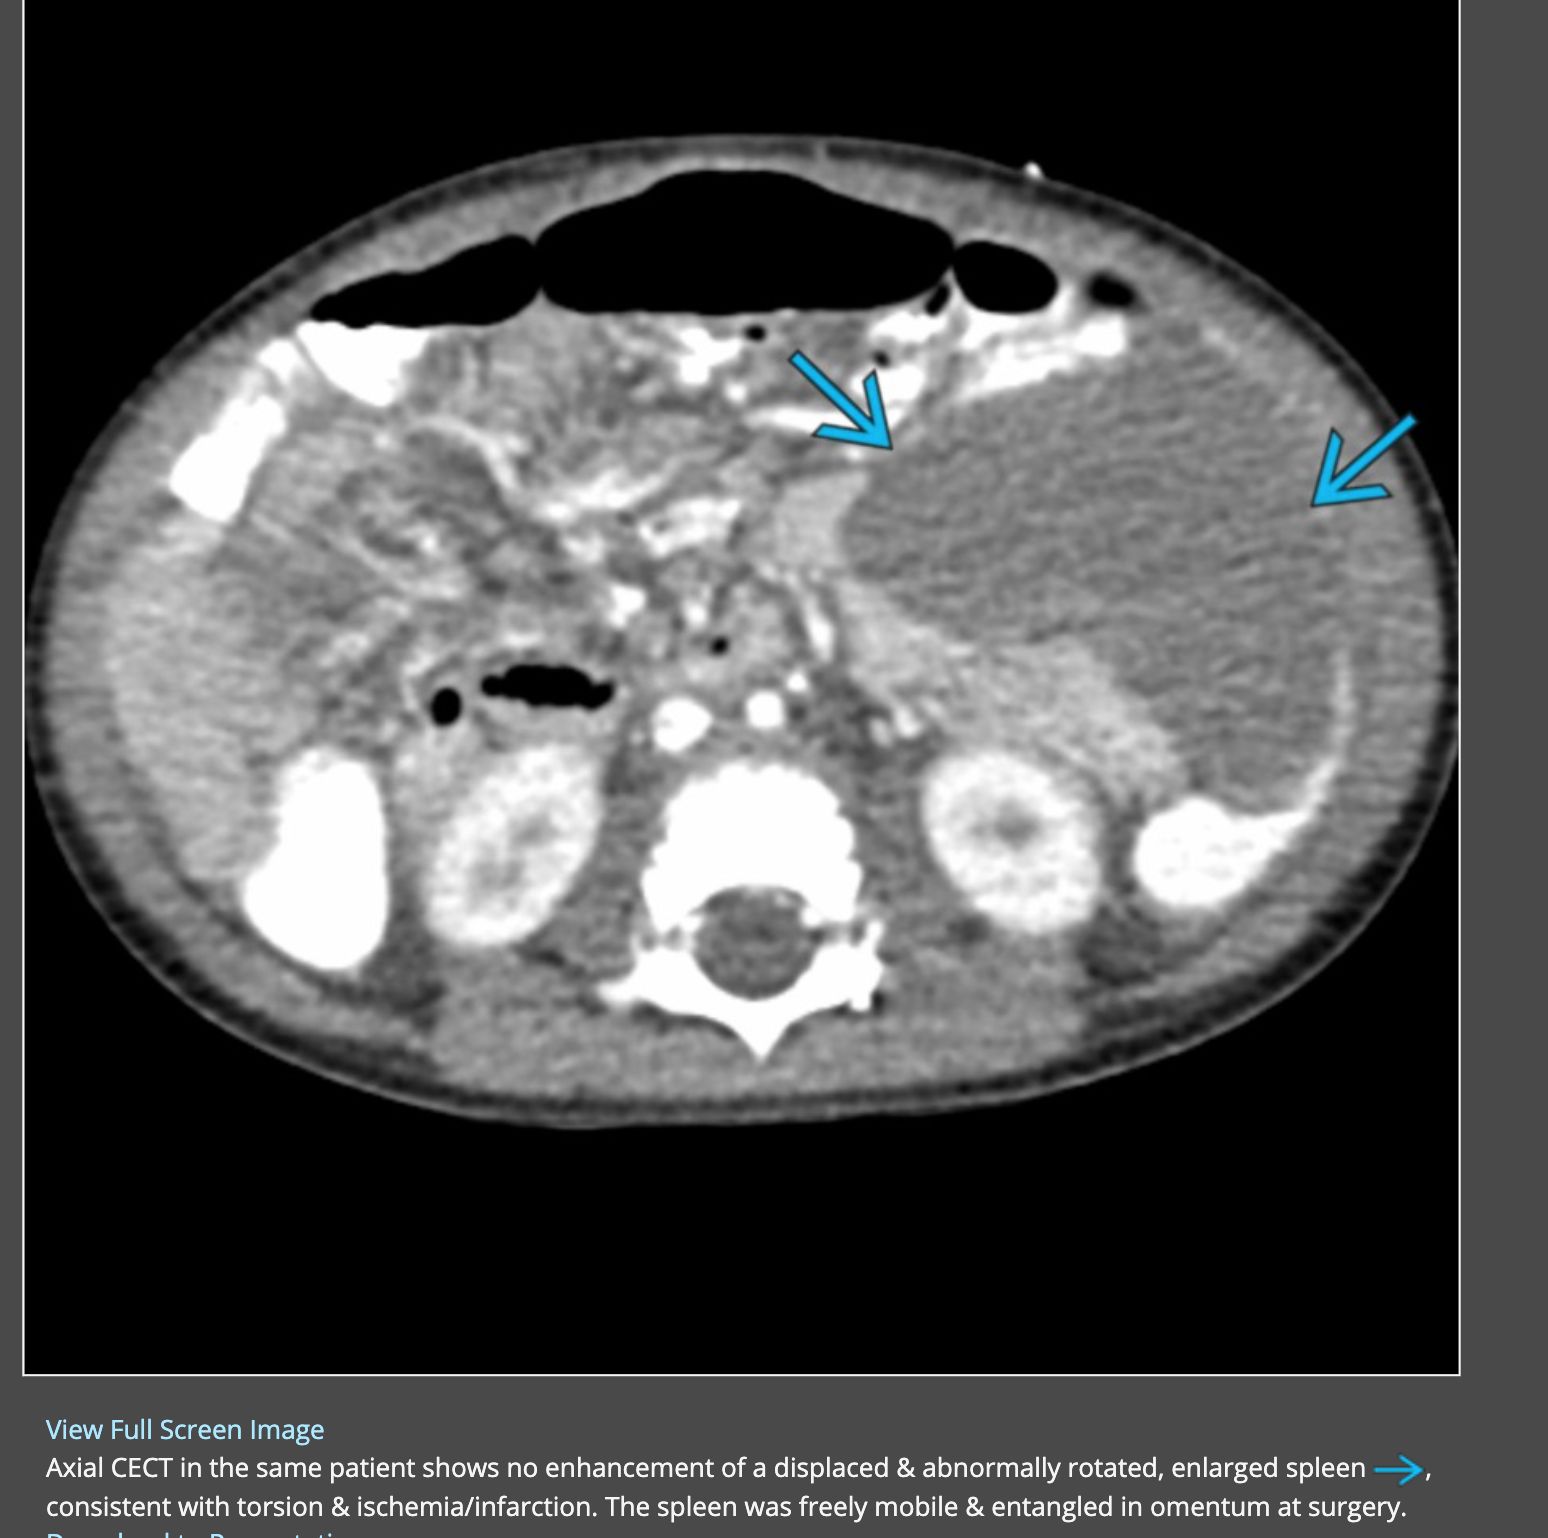 View Full Screen Image
Axial CECT in the same patient shows no enhancement of a displaced & abnormally rotated, enlarged spleen →,
consistent with torsion & ischemia/infarction. The spleen was freely mobile & entangled in omentum at surgery.